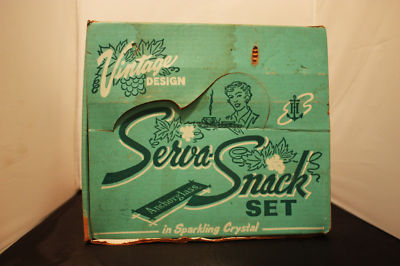 Vintage
DESIGN
Serva-
Snack
SET
Anchorglass
in Sparkling Crystal